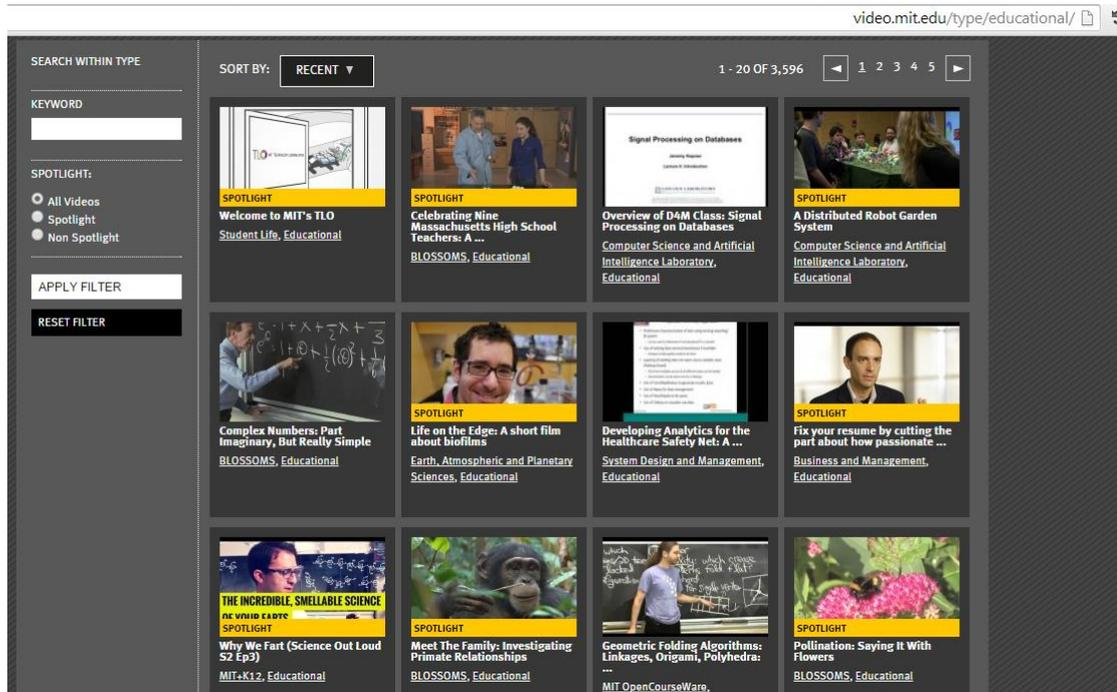 video.mit.edu/type/educational/
SEARCH WITHIN TYPE
KEYWORD
SPOTLIGHT:
All Videos
Spotlight
Non Spotlight
APPLY FILTER
RESET FILTER
SORT BY: RECENT ▼
1 - 20 OF 3,596 ◄ 1 2 3 4 5 ►
TLO
SPOTLIGHT
Welcome to MIT's TLO
Student Life, Educational
SPOTLIGHT
Celebrating Nine
Massachusetts High School
Teachers: A ...
BLOSSOMS, Educational
Signal Processing on Databases
Jeremy Kepner
Lecture 0: Introduction
Overview of D4M Class: Signal
Processing on Databases
Computer Science and Artificial
Intelligence Laboratory,
Educational
SPOTLIGHT
A Distributed Robot Garden
System
Computer Science and Artificial
Intelligence Laboratory,
Educational
Complex Numbers: Part
Imaginary, But Really Simple
BLOSSOMS, Educational
SPOTLIGHT
Life on the Edge: A short film
about biofilms
Earth, Atmospheric and Planetary
Sciences, Educational
Developing Analytics for the
Healthcare Safety Net: A ...
System Design and Management,
Educational
SPOTLIGHT
Fix your resume by cutting the
part about how passionate ...
Business and Management,
Educational
THE INCREDIBLE, SMELLABLE SCIENCE
OF YOUR FARTS
SPOTLIGHT
Why We Fart (Science Out Loud
S2 Ep3)
MIT+K12, Educational
SPOTLIGHT
Meet The Family: Investigating
Primate Relationships
BLOSSOMS, Educational
Geometric Folding Algorithms:
Linkages, Origami, Polyhedra:
...
MIT OpenCourseWare,
SPOTLIGHT
Pollination: Saying It With
Flowers
BLOSSOMS, Educational